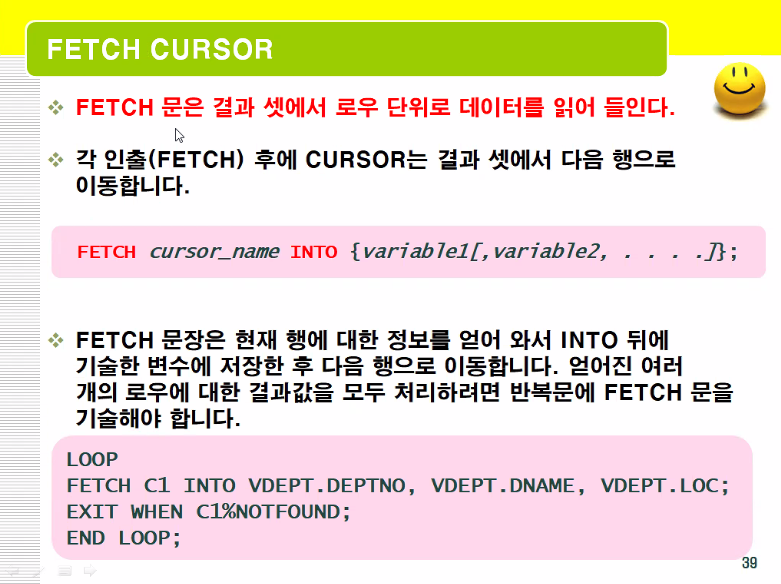 FETCH CURSOR
FETCH 문은 결과 셋에서 로우 단위로 데이터를 읽어 들인다.
각 인출(FETCH) 후에 CURSOR는 결과 셋에서 다음 행으로
이동합니다.
FETCH cursor_name INTO {variable1[,variable2, . . . .]};
FETCH 문장은 현재 행에 대한 정보를 얻어 와서 INTO 뒤에
기술한 변수에 저장한 후 다음 행으로 이동합니다. 얻어진 여러
개의 로우에 대한 결과값을 모두 처리하려면 반복문에 FETCH 문을
기술해야 합니다.
LOOP
FETCH C1 INTO VDEPT.DEPTNO, VDEPT.DNAME, VDEPT.LOC;
EXIT WHEN C1%NOTFOUND;
END LOOP;
39